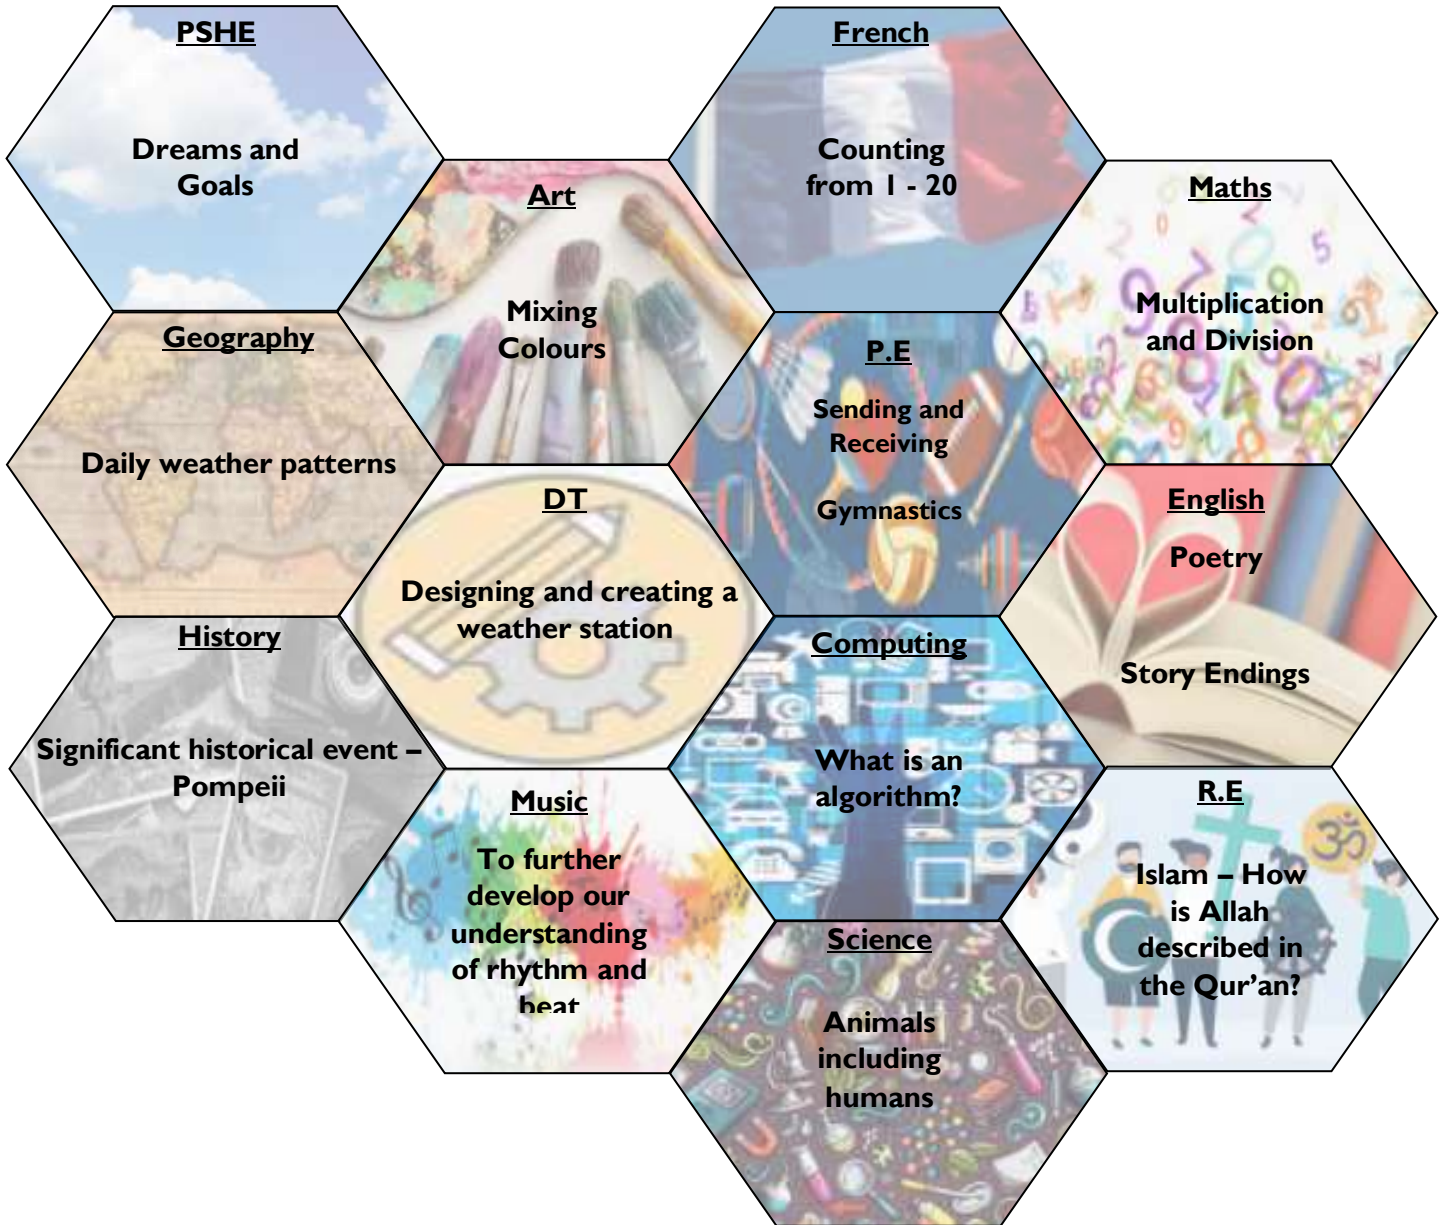 PSHE
Dreams and
Goals
French
Counting
from 1 - 20
Art
Mixing
Colours
Maths
Multiplication
and Division
Geography
Daily weather patterns
P.E
Sending and
Receiving
Gymnastics
DT
Designing and creating a
weather station
English
Poetry
Story Endings
History
Significant historical event –
Pompeii
Computing
What is an
algorithm?
Music
To further
develop our
understanding
of rhythm and
beat
R.E
Islam – How
is Allah
described in
the Qur’an?
Science
Animals
including
humans